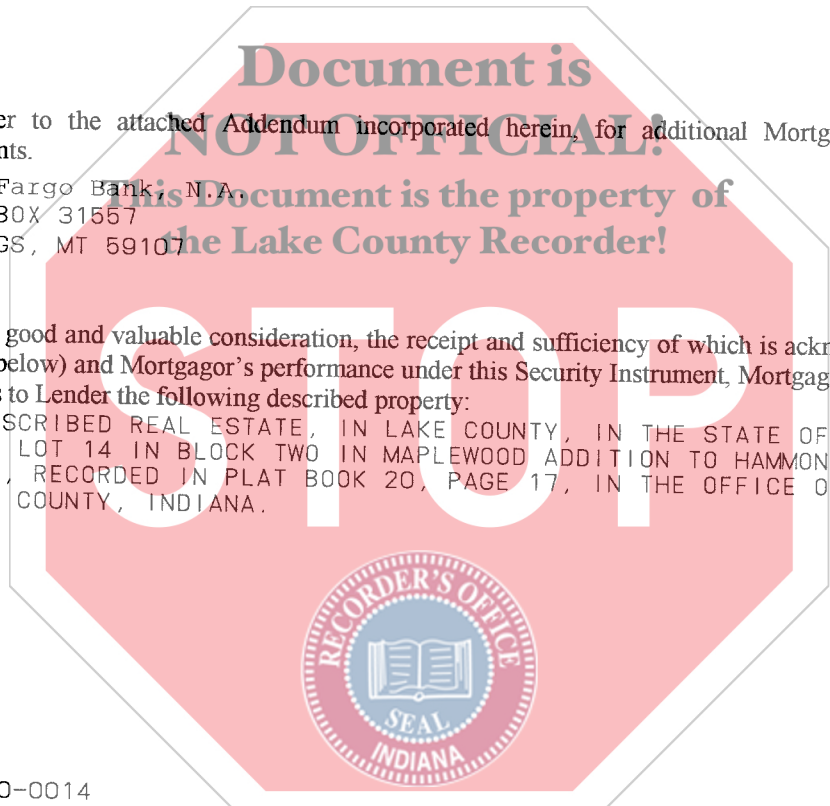 Document is
er to the attached Addendum incorporated herein, for additional Mortg
NOT OFFICIAL!
nts.
Fargo Bank, N.A.
This Document is the property of
BOX 31557
GS, MT 59107
the Lake County Recorder!
good and valuable consideration, the receipt and sufficiency of which is ackn
below) and Mortgagor's performance under this Security Instrument, Mortgag
s to Lender the following described property:
SCRIBED REAL ESTATE, IN LAKE COUNTY, IN THE STATE OF
LOT 14 IN BLOCK TWO IN MAPLEWOOD ADDITION TO HAMMON
, RECORDED IN PLAT BOOK 20, PAGE 17, IN THE OFFICE O
COUNTY, INDIANA.
STOP
RECORDER'S OFFICE
SEAL
INDIANA
0-0014